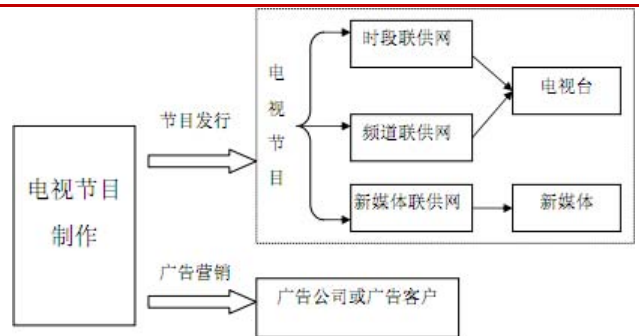 电视节目
制作
节目发行
广告营销
电
视
节
目
时段联供网
频道联供网
新媒体联供网
电视台
新媒体
广告公司或广告客户